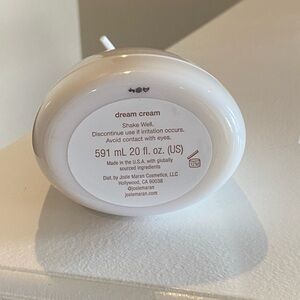 dream cream
Shake Well.
Discontinue use if irritation occurs.
Avoid contact with eyes.
591 mL 20 fl. oz. (US)
Made in the U.S.A. with globally
sourced ingredients
Dist. by Josie Maran Cosmetics, LLC
Hollywood, CA 90038
@josiemaran
josiemaran.com